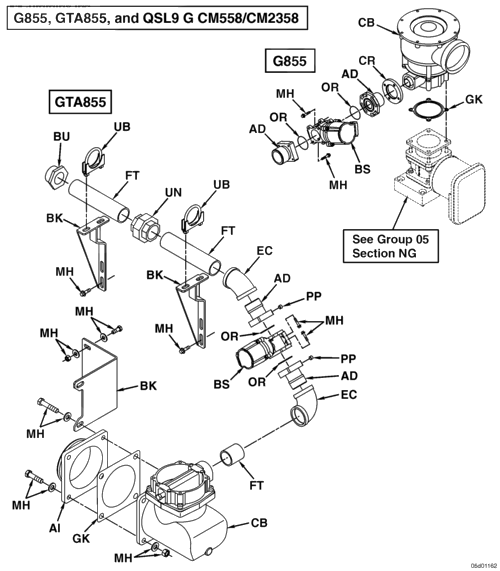 G855, GTA855, and QSL9 G CM558/CM2358
CB
G855
CR
AD
MH
OR
GK
OR
AD
GTA855
UB
BU
FT
BS
MH
UN
UB
BK
FT
See Group 05
Section NG
EC
BK
AD
MH
PP
MH
MH
OR
MH
PP
BK
BS
OR
AD
EC
MH
FT
MH
AI
GK
CB
MH
05d01162